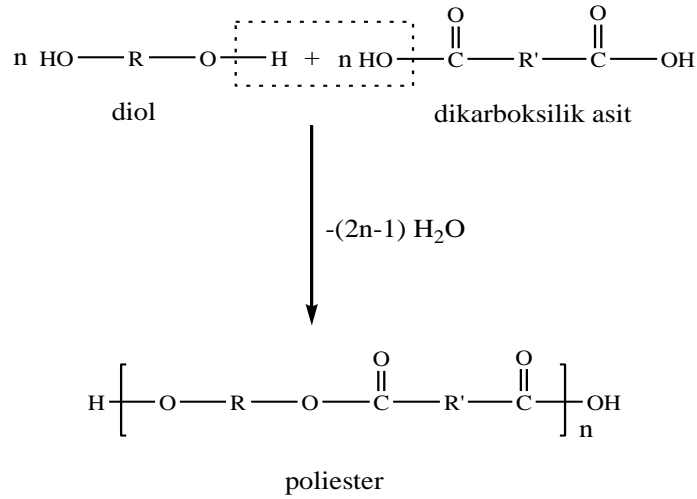 O O
n HO R O H + n HO C R' C OH
diol dikarboksilik asit
-(2n-1) H₂O
O O
H O R O C R' C OH
n
poliester